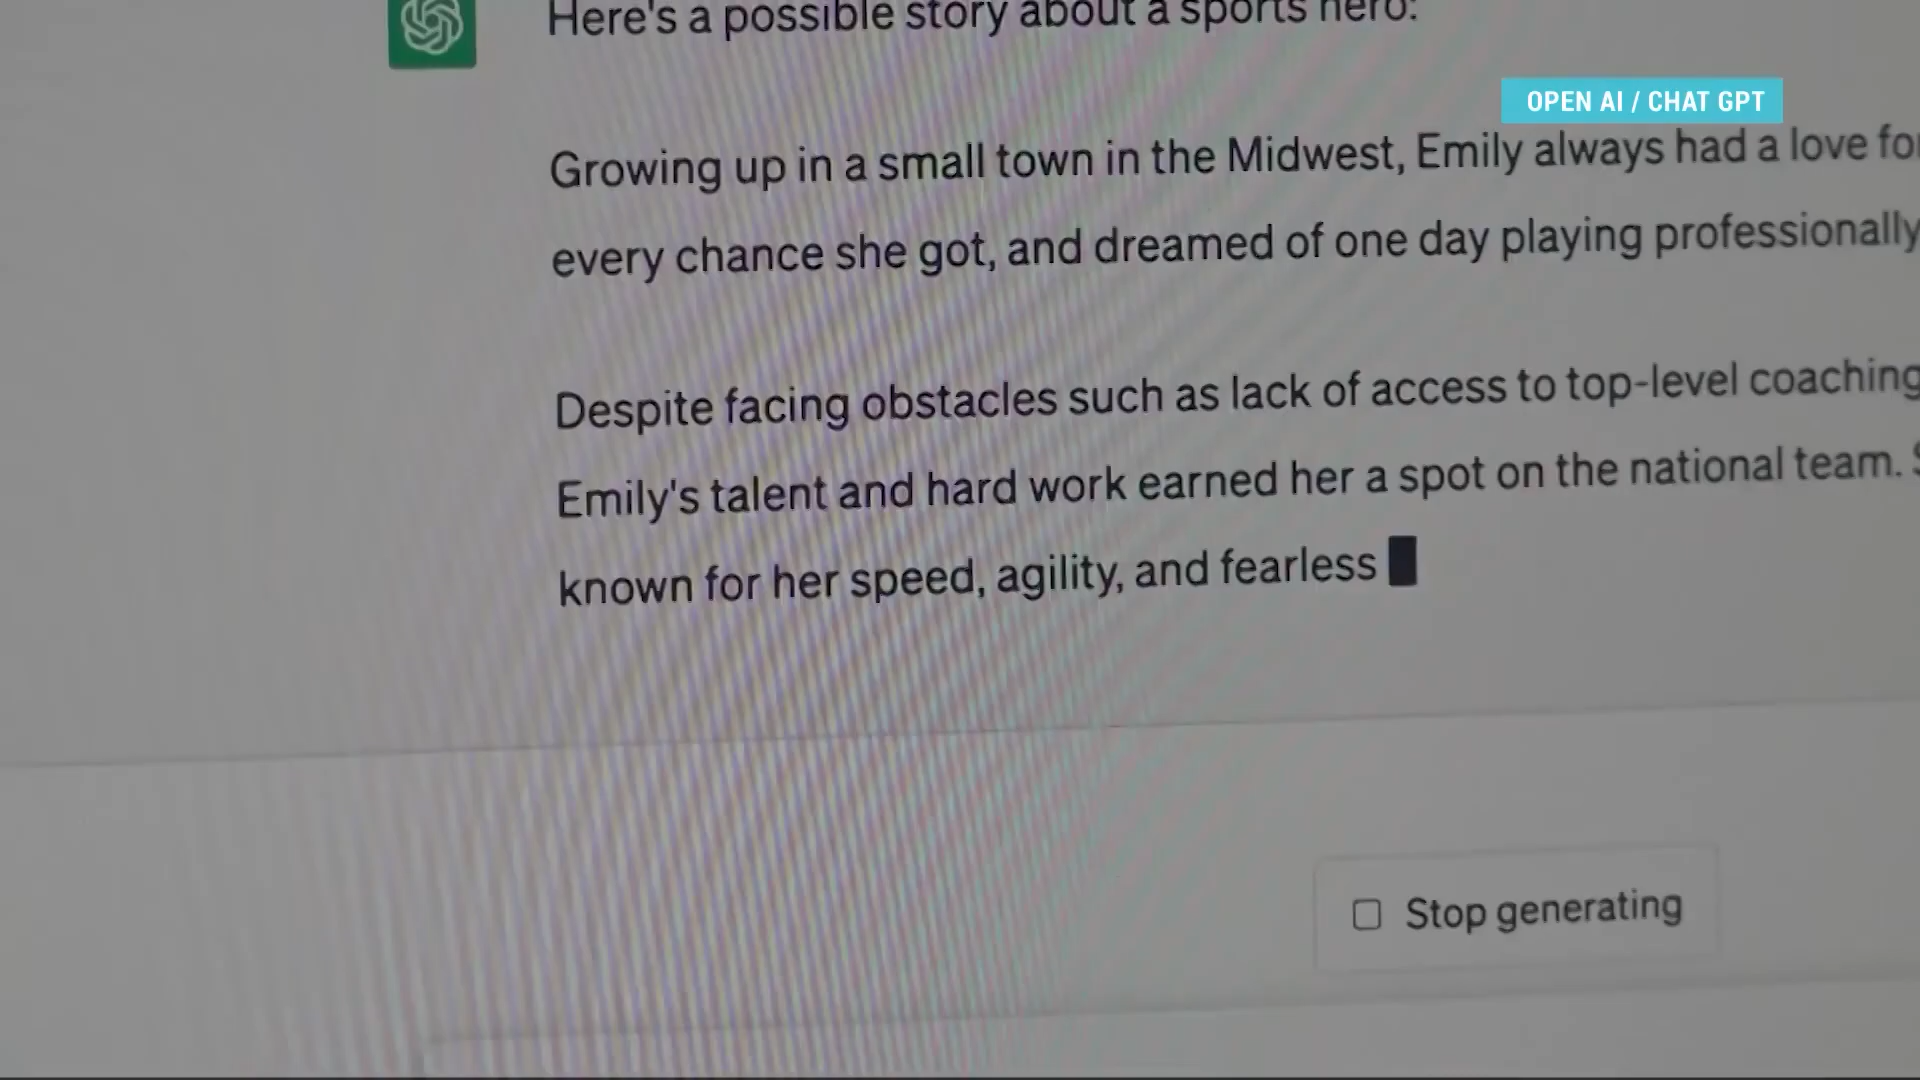 Here's a possible story about a sports hero:
OPEN AI / CHAT GPT
Growing up in a small town in the Midwest, Emily always had a love for
every chance she got, and dreamed of one day playing professionally
Despite facing obstacles such as lack of access to top-level coaching
Emily's talent and hard work earned her a spot on the national team.
known for her speed, agility, and fearless
Stop generating